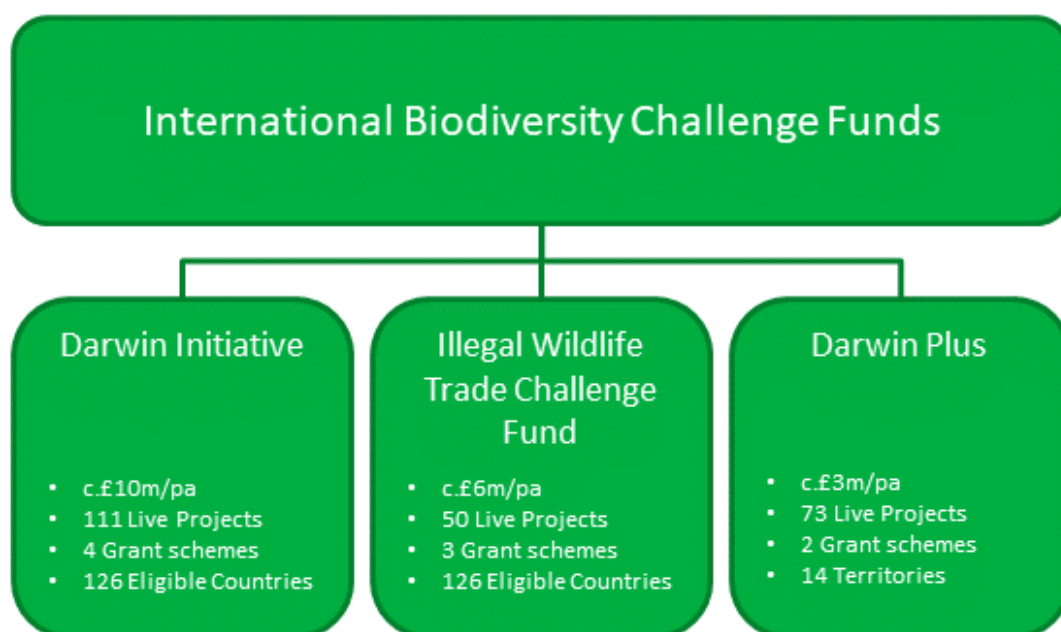 International Biodiversity Challenge Funds
Darwin Initiative
• c.£10m/pa
• 111 Live Projects
• 4 Grant schemes
• 126 Eligible Countries
Illegal Wildlife
Trade Challenge
Fund
• c.£6m/pa
• 50 Live Projects
• 3 Grant schemes
• 126 Eligible Countries
Darwin Plus
• c.£3m/pa
• 73 Live Projects
• 2 Grant schemes
• 14 Territories